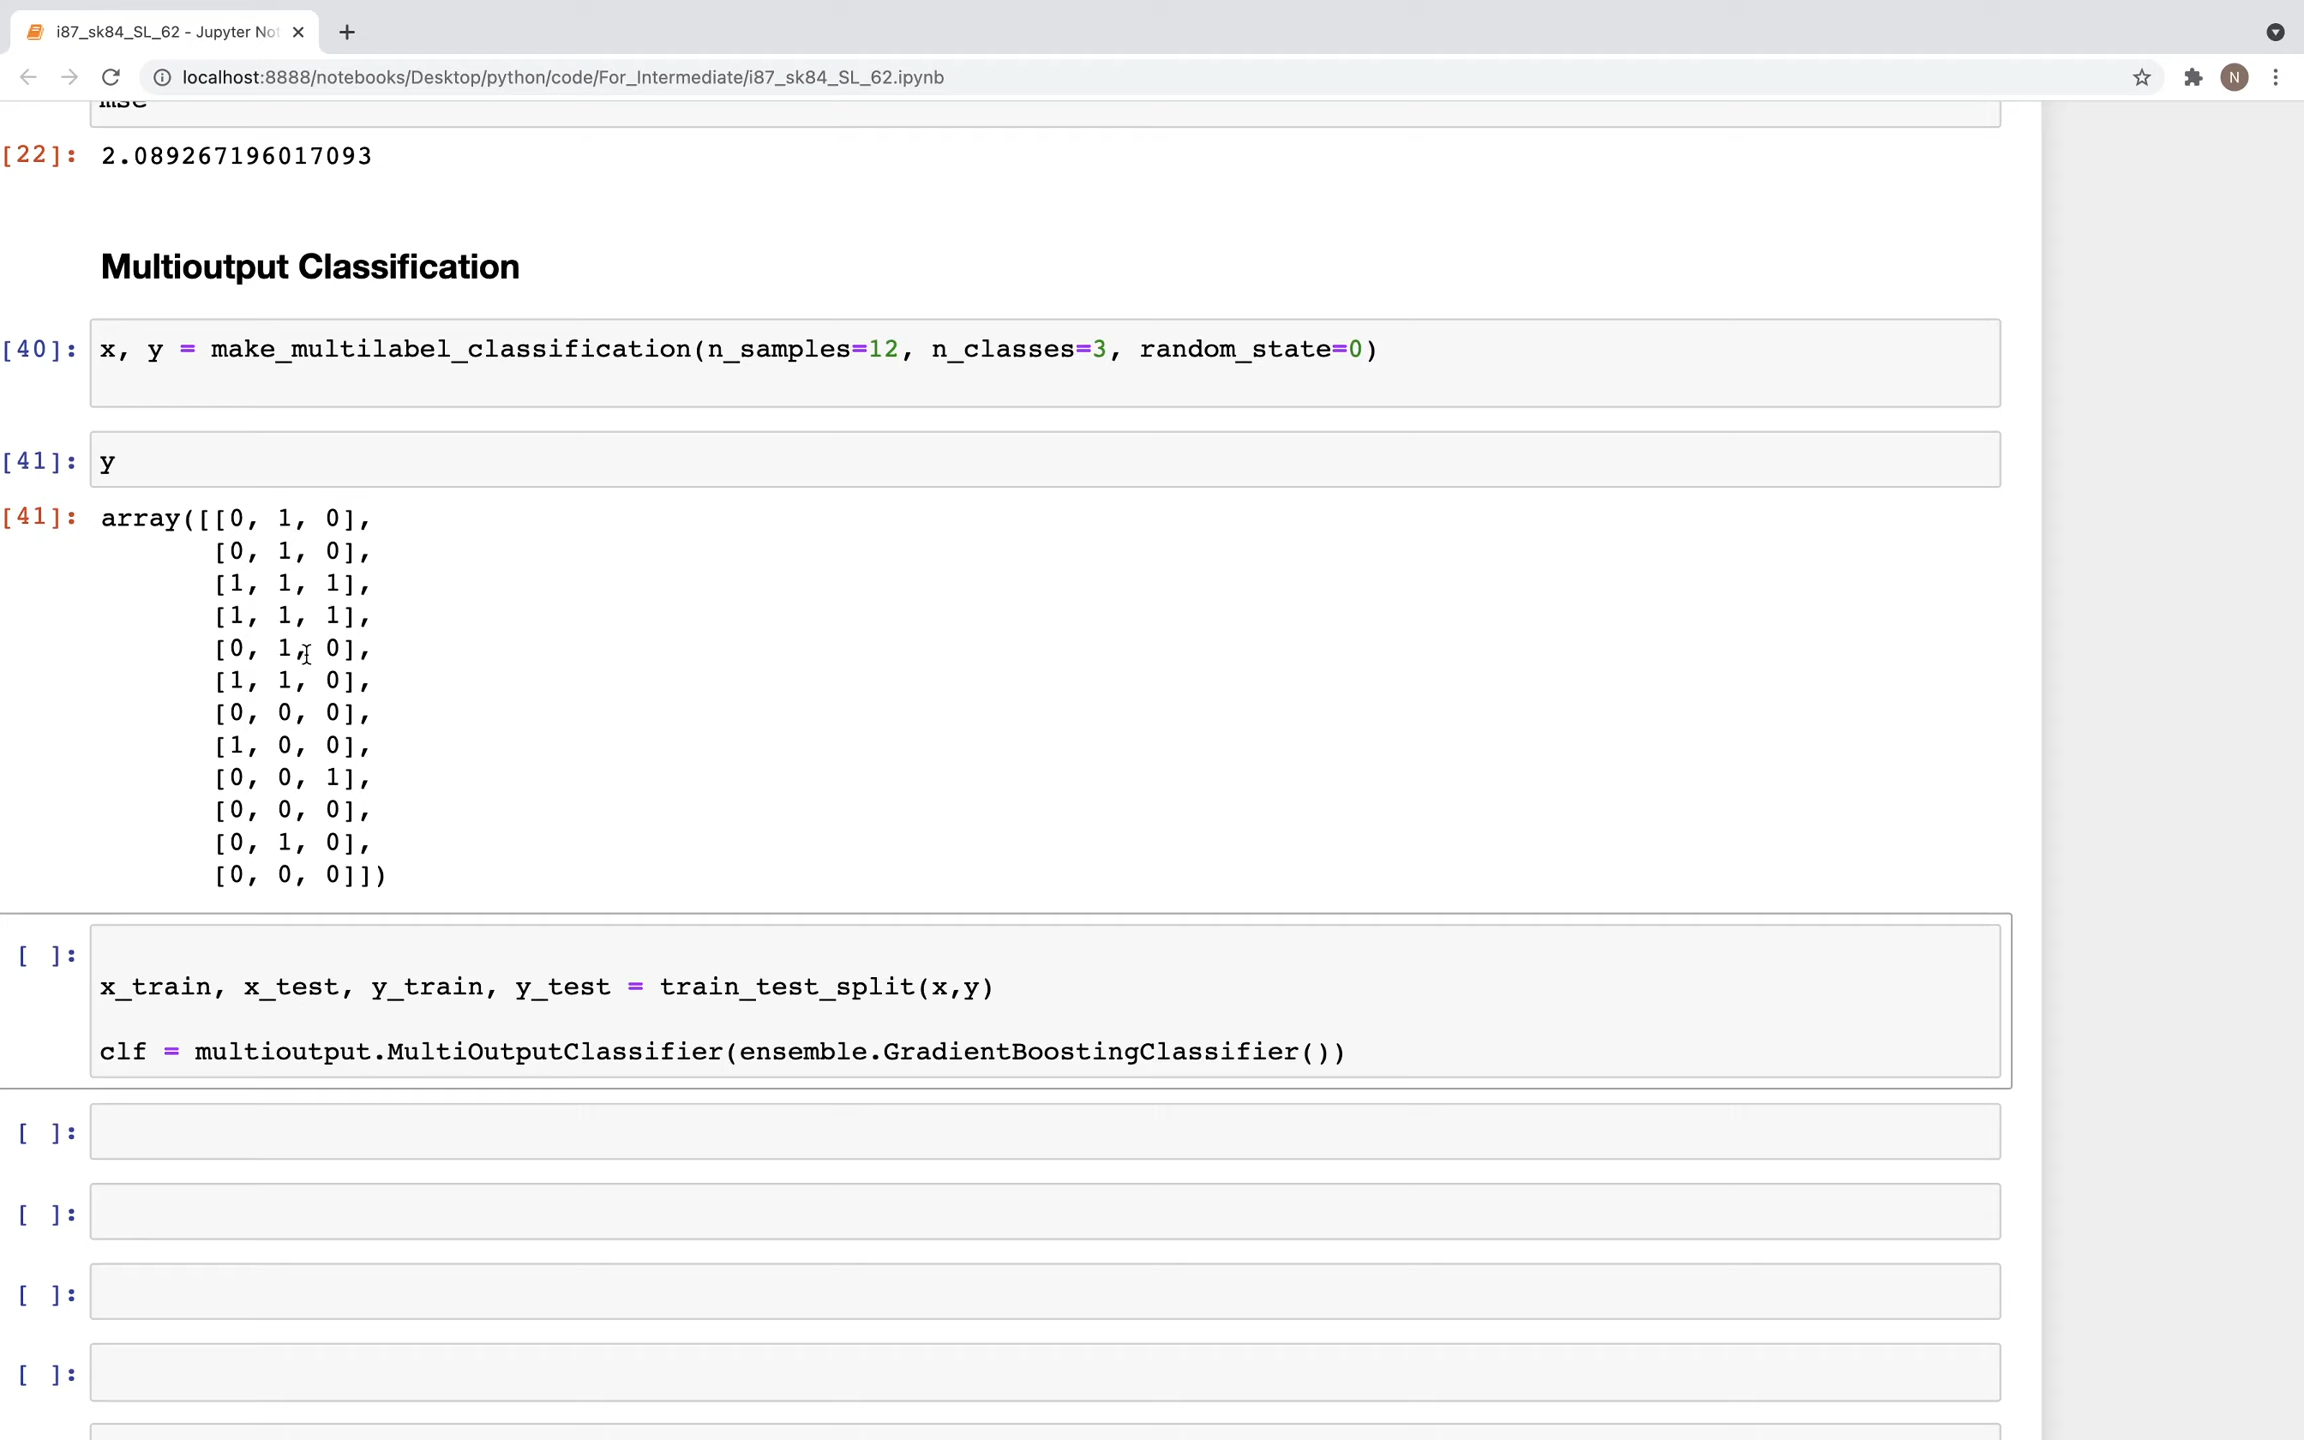 i87_sk84_SL_62 - Jupyter Not
localhost:8888/notebooks/Desktop/python/code/For_Intermediate/i87_sk84_SL_62.ipynb
N
mse
[22]: 2.089267196017093
Multioutput Classification
[40]: x, y = make_multilabel_classification(n_samples=12, n_classes=3, random_state=0)
[41]: y
[41]: array([[0, 1, 0],
[0, 1, 0],
[1, 1, 1],
[1, 1, 1],
[0, 1, 0],
[1, 1, 0],
[0, 0, 0],
[1, 0, 0],
[0, 0, 1],
[0, 0, 0],
[0, 1, 0],
[0, 0, 0]])
[ ]:
x_train, x_test, y_train, y_test = train_test_split(x,y)
clf = multioutput.MultiOutputClassifier(ensemble.GradientBoostingClassifier())
[ ]:
[ ]:
[ ]:
[ ]: